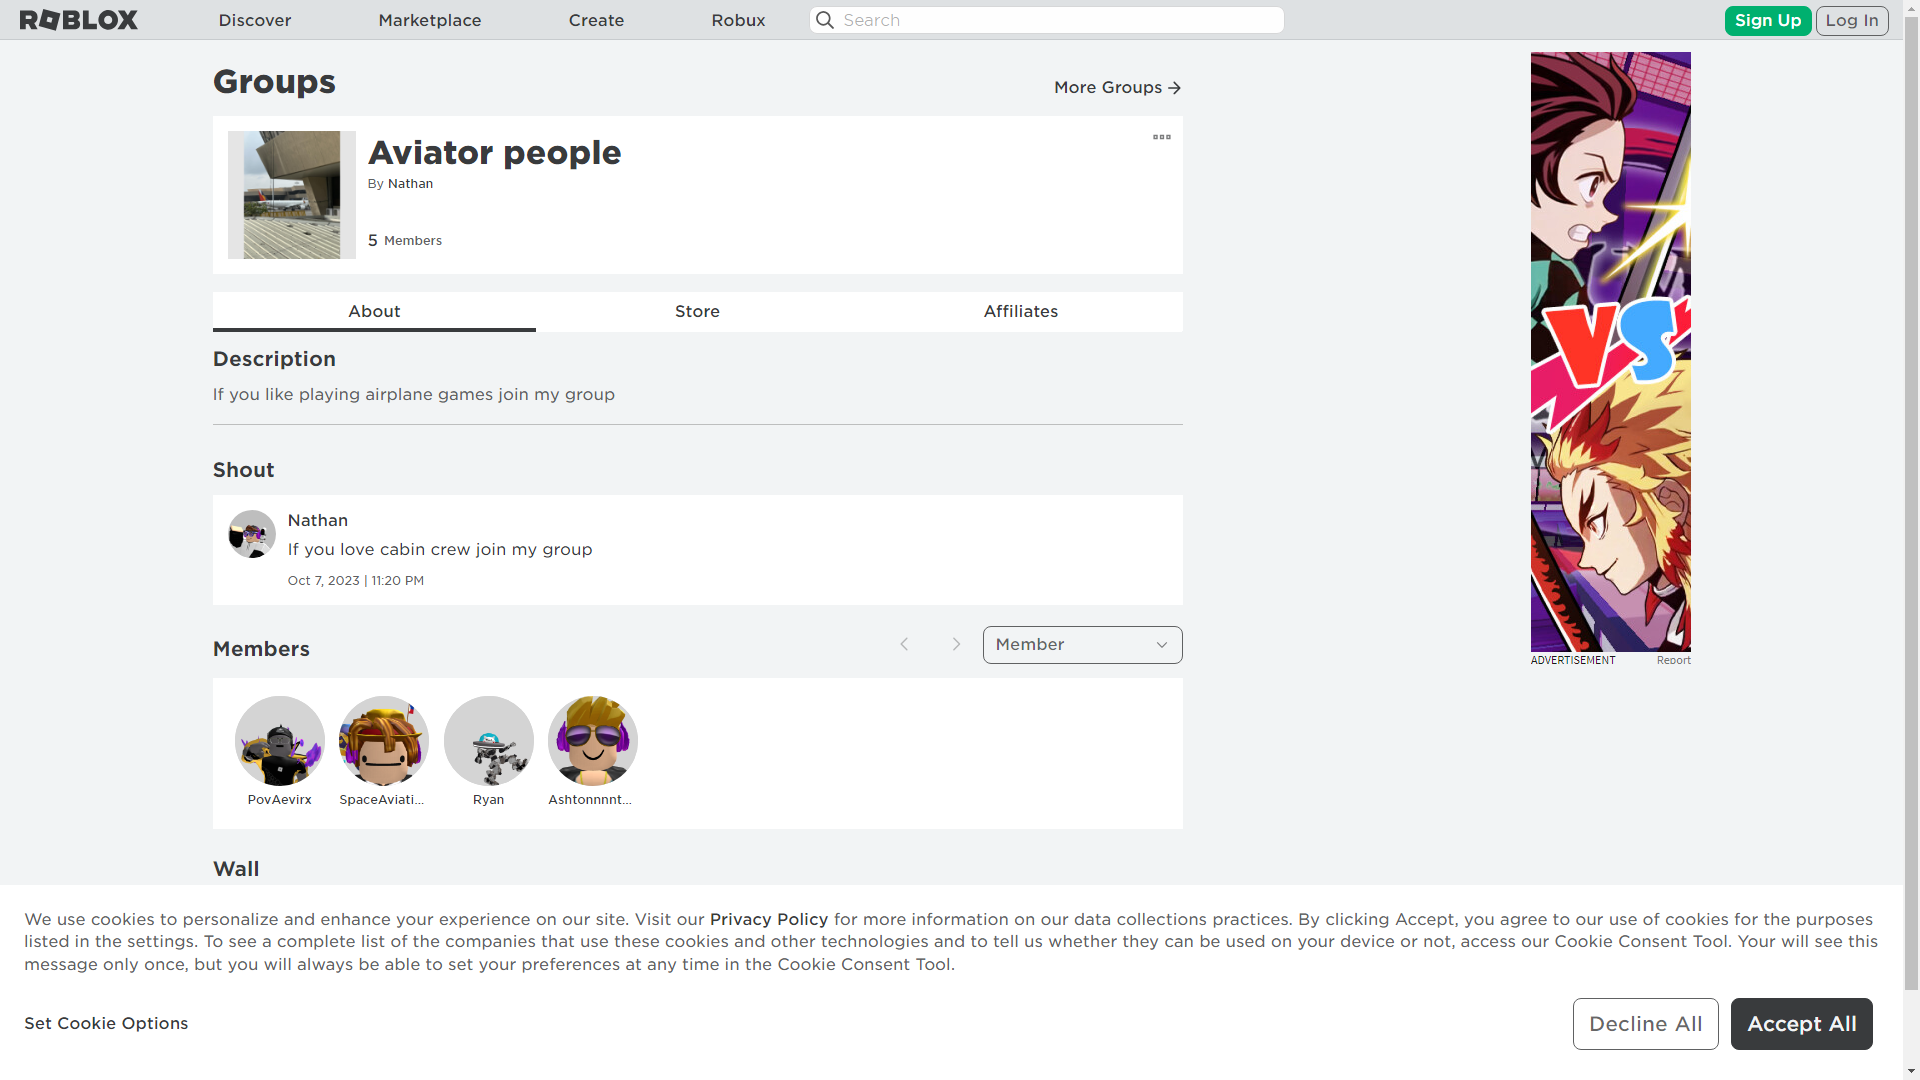 ROBLOX
Discover
Marketplace
Create
Robux
Search
Sign Up
Log In
Groups
More Groups
Aviator people
By Nathan
5 Members
About
Store
Affiliates
Description
If you like playing airplane games join my group
Shout
Nathan
If you love cabin crew join my group
Oct 7, 2023 | 11:20 PM
Members
Member
PovAevirx
SpaceAviati...
Ryan
Ashtonnnnt...
Wall
VS
ADVERTISEMENT
Report
We use cookies to personalize and enhance your experience on our site. Visit our Privacy Policy for more information on our data collections practices. By clicking Accept, you agree to our use of cookies for the purposes
listed in the settings. To see a complete list of the companies that use these cookies and other technologies and to tell us whether they can be used on your device or not, access our Cookie Consent Tool. Your will see this
message only once, but you will always be able to set your preferences at any time in the Cookie Consent Tool.
Set Cookie Options
Decline All
Accept All